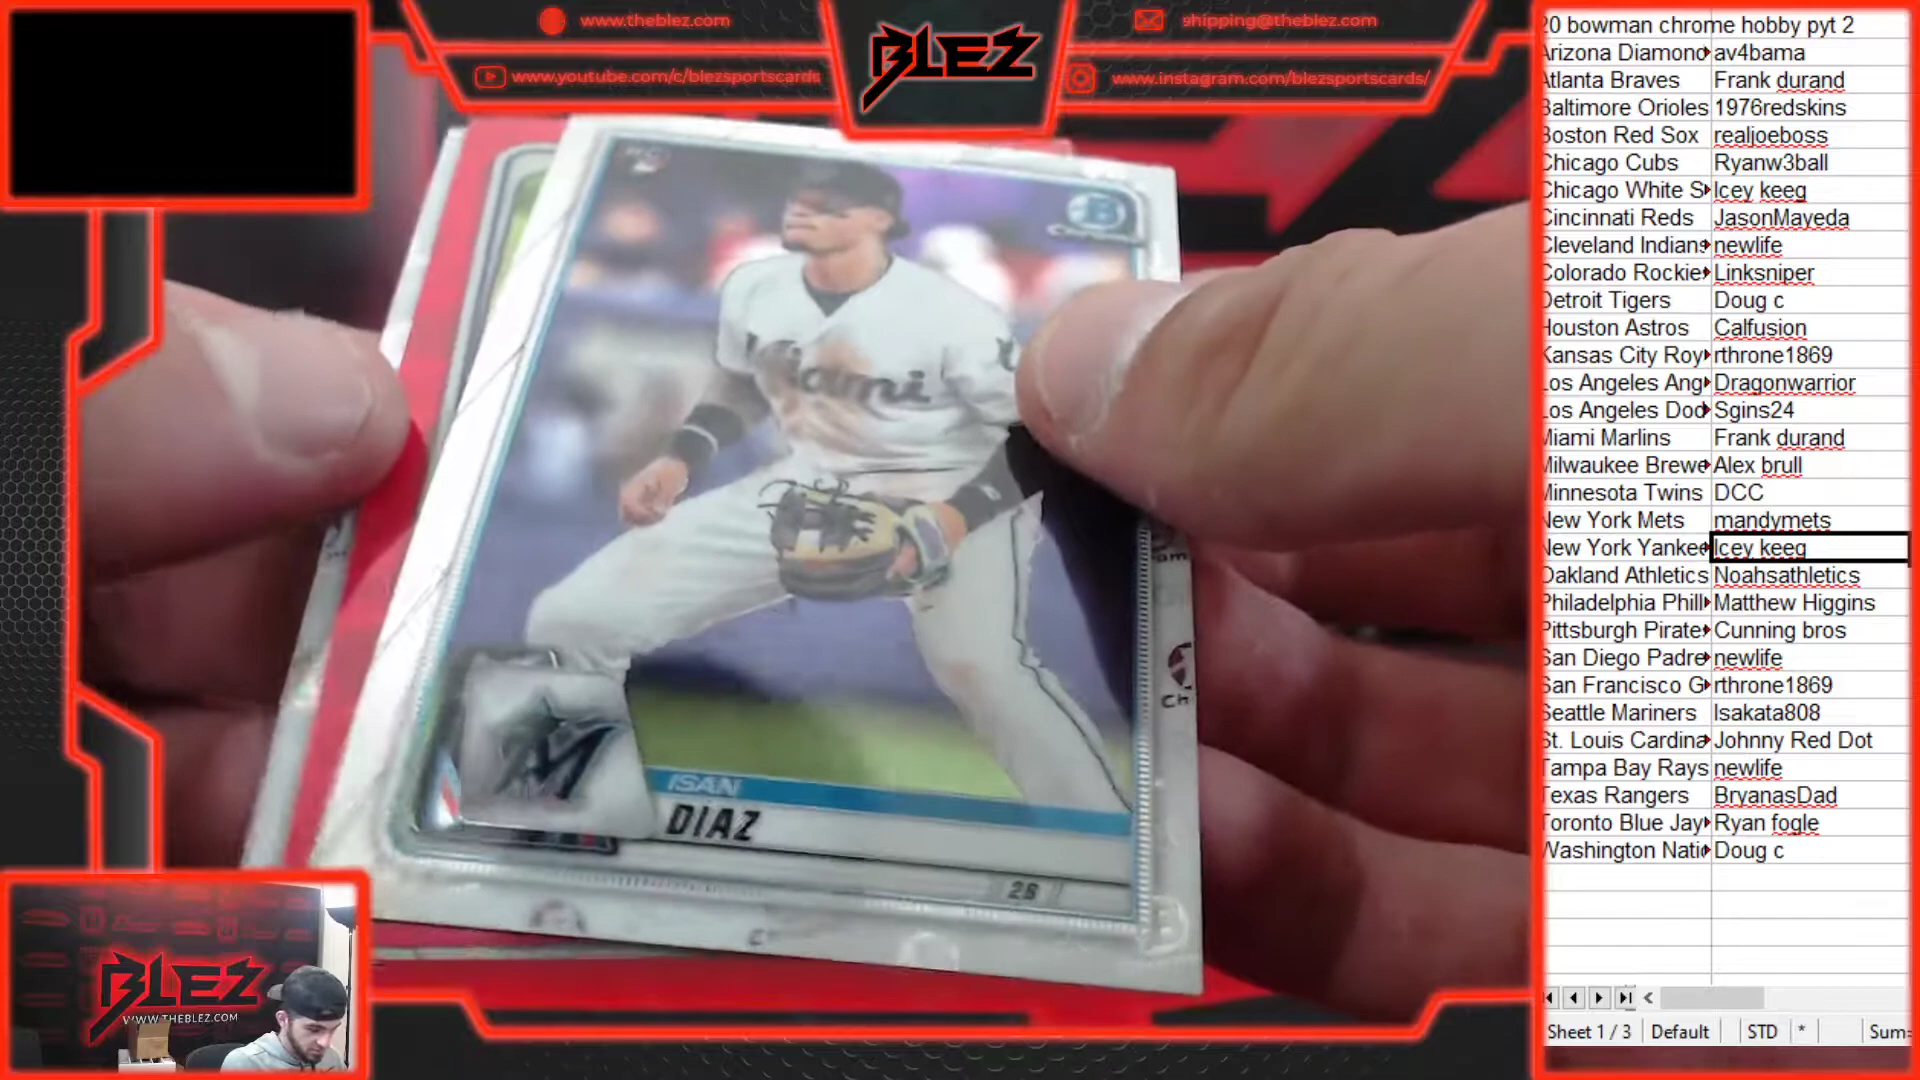 www.theblez.com
www.youtube.com/c/blezsportscards
BLEZ
shipping@theblez.com
www.instagram.com/blezsportscards/
Miami
ISAN
DIAZ
26
BLEZ
WWW.THEBLEZ.COM
20 bowman chrome hobby pyt 2
Arizona Diamond av4bama
Atlanta Braves Frank durand
Baltimore Orioles 1976redskins
Boston Red Sox realjoeboss
Chicago Cubs Ryanw3ball
Chicago White S Icey keeg
Cincinnati Reds JasonMayeda
Cleveland Indians newlife
Colorado Rockie Linksniper
Detroit Tigers Doug c
Houston Astros Calfusion
Kansas City Roy rthrone1869
Los Angeles Ang Dragonwarrior
Los Angeles Dod Sgins24
Miami Marlins Frank durand
Milwaukee Brewe Alex brull
Minnesota Twins DCC
New York Mets mandymets
New York Yankee Icey keeg
Oakland Athletics Noahsathletics
Philadelphia Phill Matthew Higgins
Pittsburgh Pirate Cunning bros
San Diego Padre newlife
San Francisco G rthrone1869
Seattle Mariners Isakata808
St. Louis Cardina Johnny Red Dot
Tampa Bay Rays newlife
Texas Rangers BryanasDad
Toronto Blue Jay Ryan fogle
Washington Nati Doug c
Sheet 1 / 3 Default STD * Sum=